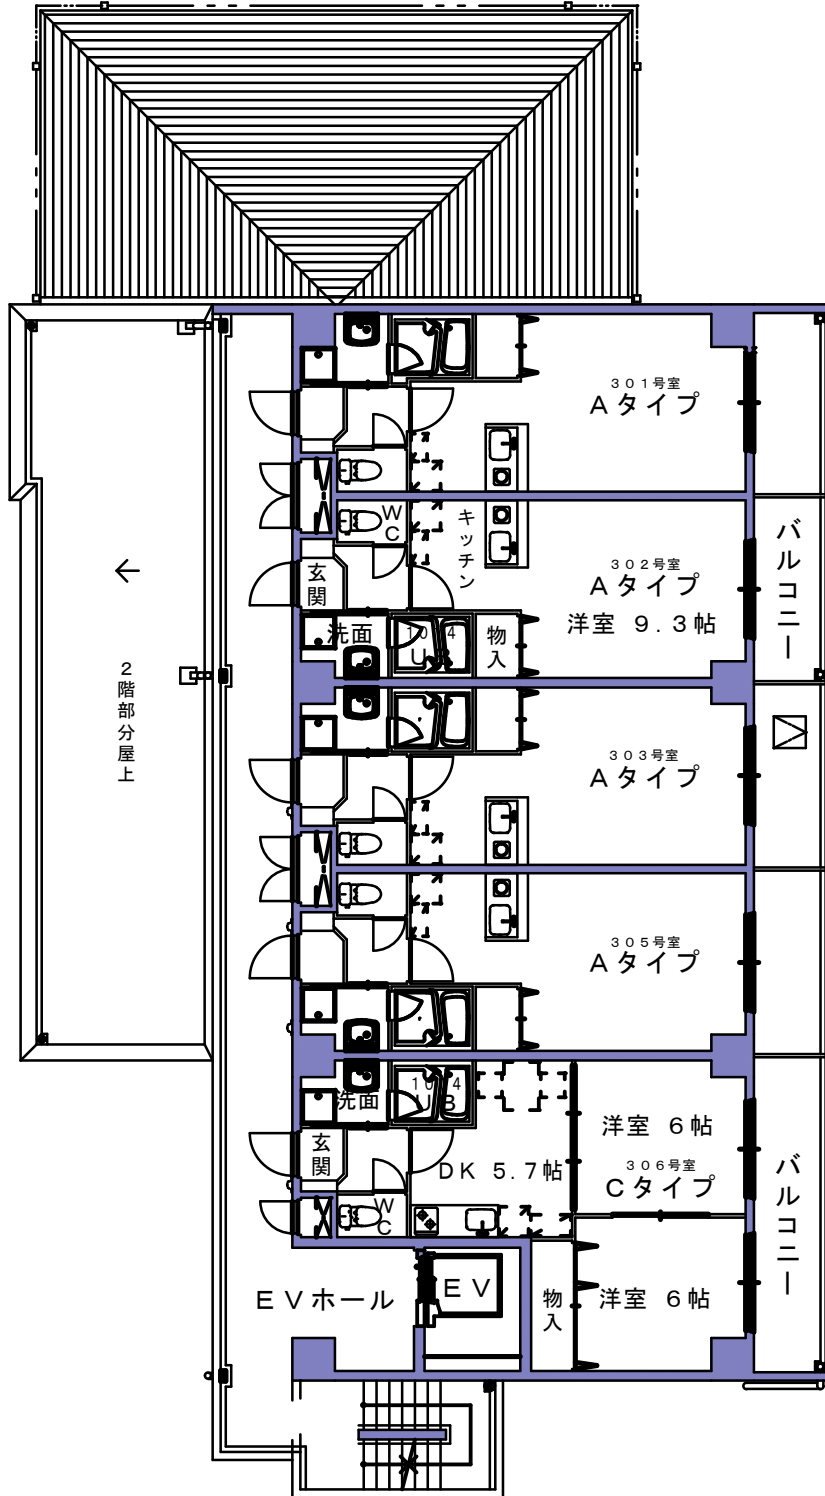 301号室
Aタイプ
WC
キッチン
302号室
Aタイプ
洋室 9.3帖
バルコニー
玄関
洗面
UB
物入
2階部分屋上
303号室
Aタイプ
305号室
Aタイプ
洗面
UB
玄関
DK 5.7帖
洋室 6帖
306号室
Cタイプ
バルコニー
WC
EVホール
EV
物入
洋室 6帖